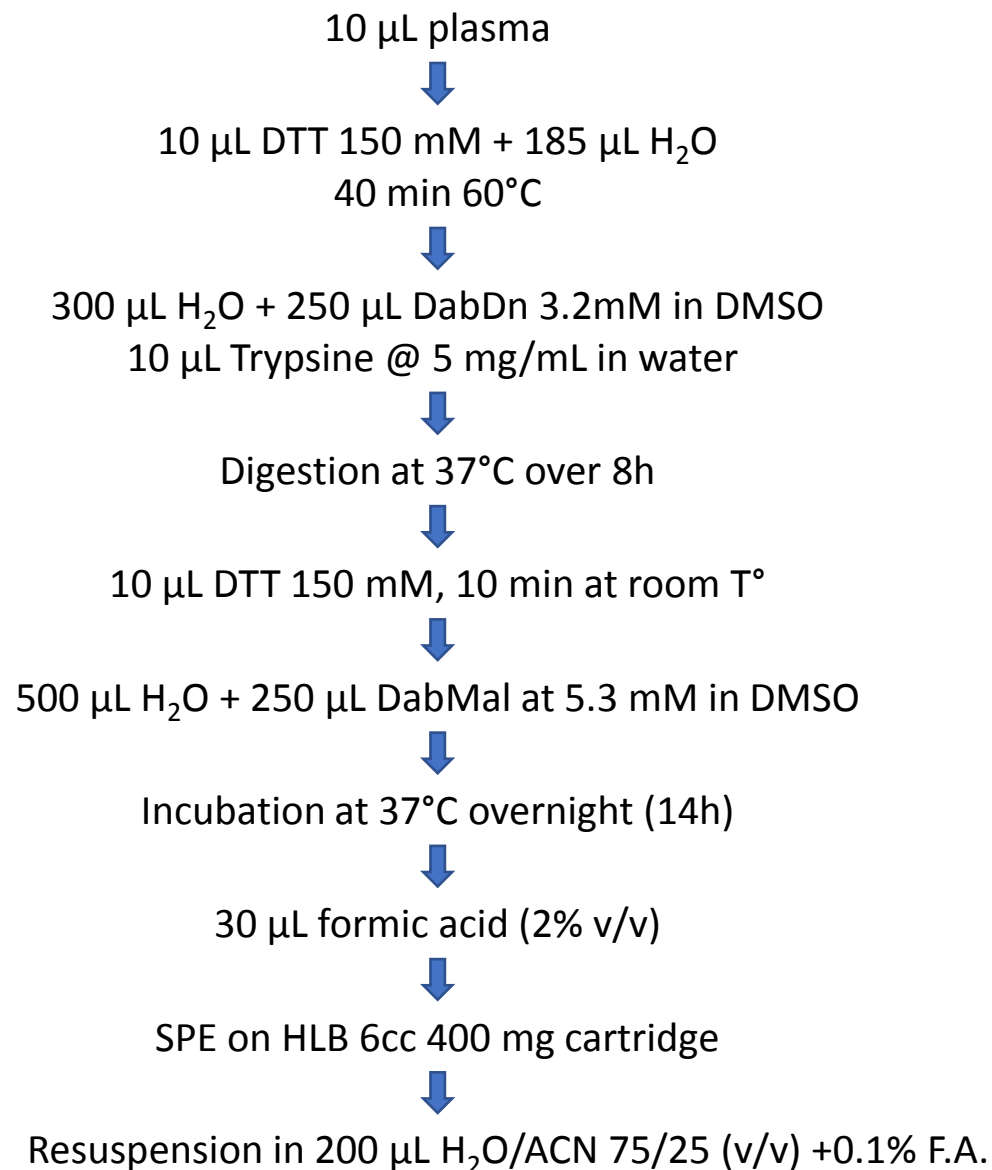 10 µL plasma
10 µL DTT 150 mM + 185 µL H₂O
40 min 60°C
300 µL H₂O + 250 µL DabDn 3.2mM in DMSO
10 µL Trypsine @ 5 mg/mL in water
Digestion at 37°C over 8h
10 µL DTT 150 mM, 10 min at room T°
500 µL H₂O + 250 µL DabMal at 5.3 mM in DMSO
Incubation at 37°C overnight (14h)
30 µL formic acid (2% v/v)
SPE on HLB 6cc 400 mg cartridge
Resuspension in 200 µL H₂O/ACN 75/25 (v/v) +0.1% F.A.